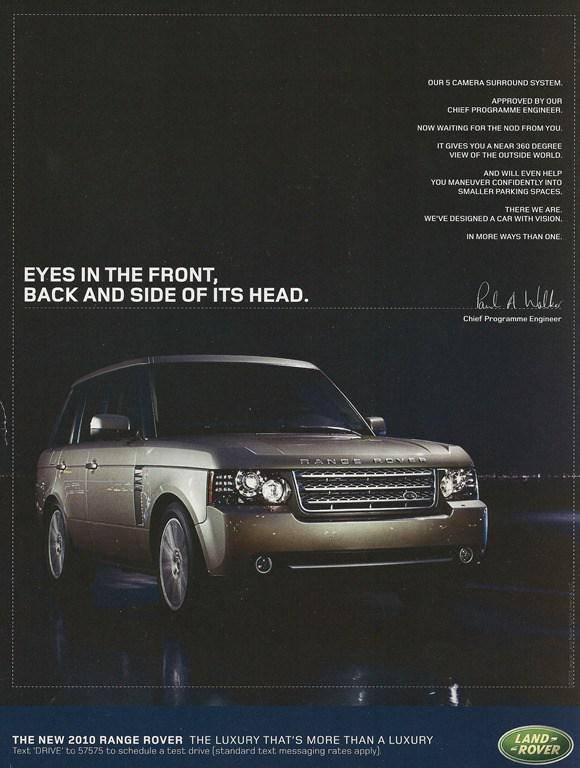 OUR 5 CAMERA SURROUND SYSTEM.
APPROVED BY OUR
CHIEF PROGRAMME ENGINEER.
NOW WAITING FOR THE NOD FROM YOU.
IT GIVES YOU A NEAR 360 DEGREE
VIEW OF THE OUTSIDE WORLD.
AND WILL EVEN HELP
YOU MANEUVER CONFIDENTLY INTO
SMALLER PARKING SPACES.
THERE WE ARE.
WE'VE DESIGNED A CAR WITH VISION.
IN MORE WAYS THAN ONE.
EYES IN THE FRONT,
BACK AND SIDE OF ITS HEAD.
Paul A Walker
Chief Programme Engineer
RANGE ROVER
THE NEW 2010 RANGE ROVER THE LUXURY THAT'S MORE THAN A LUXURY
Text 'DRIVE' to 57575 to schedule a test drive (standard text messaging rates apply).
LAND-
-ROVER